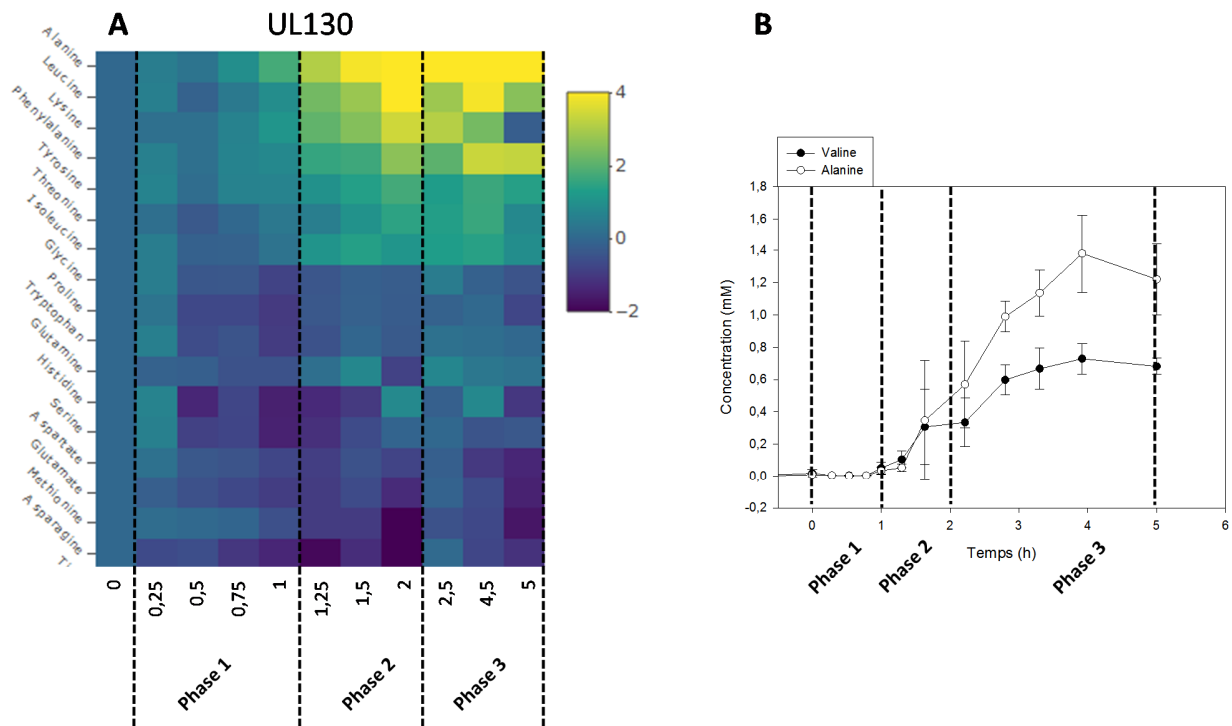 A
UL130
Alanine
Leucine
Lysine
Phenylalanine
Tyrosine
Threonine
Isoleucine
Glycine
Proline
Tryptophan
Glutamine
Histidine
Serine
Aspartate
Glutamate
Methionine
Asparagine
4
2
0
−2
0
0,25
0,5
0,75
1
1,25
1,5
2
2,5
4,5
5
Phase 1
Phase 2
Phase 3
B
Valine
Alanine
Concentration (mM)
1,8
1,6
1,4
1,2
1,0
0,8
0,6
0,4
0,2
0,0
-0,2
0
1
2
3
4
5
6
Temps (h)
Phase 1
Phase 2
Phase 3